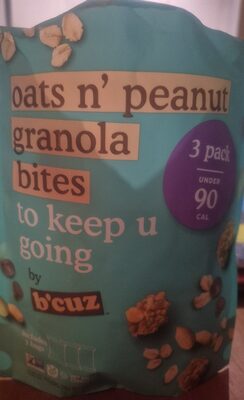 oats n' peanut
granola
bites
to keep u
going
by
b'cuz
3 pack
UNDER
90
CAL